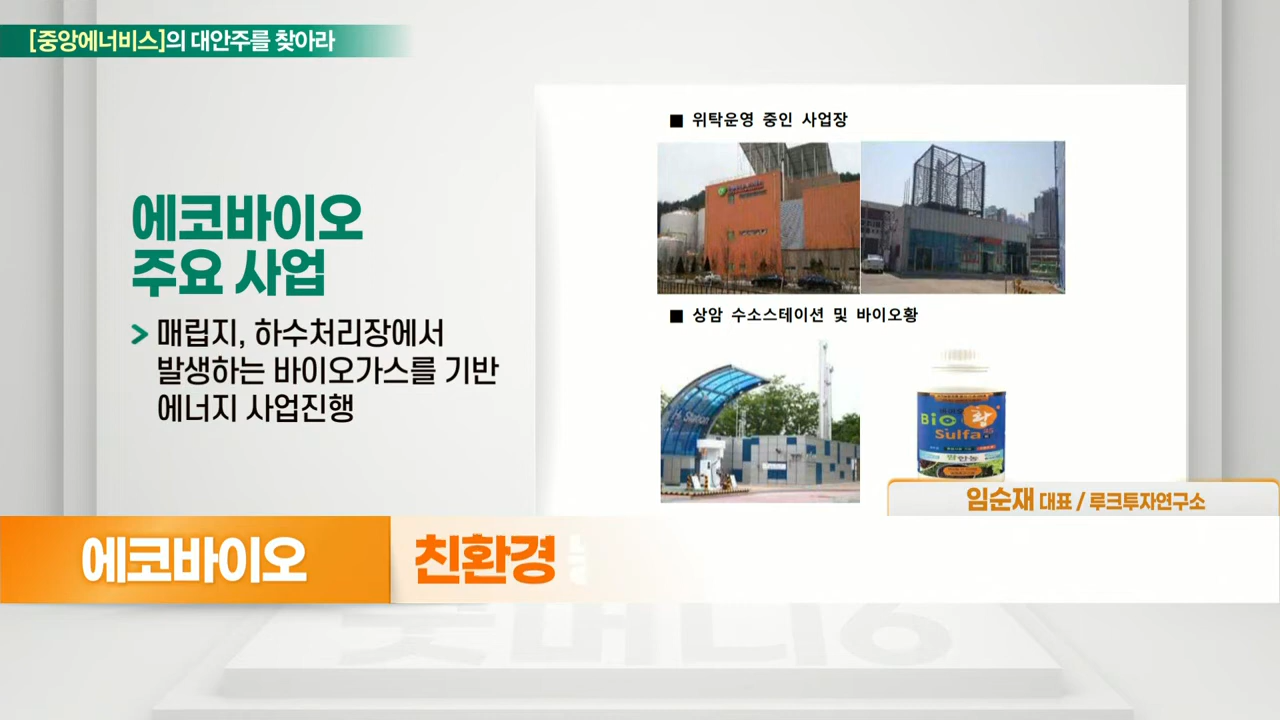 [중앙에너비스]의 대안주를 찾아라
에코바이오
주요 사업
매립지, 하수처리장에서
발생하는 바이오가스를 기반
에너지 사업진행
■ 위탁운영 중인 사업장
■ 상암 수소스테이션 및 바이오황
H₂ Station
Bio 황
Sulfa
임순재 대표 / 루크투자연구소
에코바이오
친환경